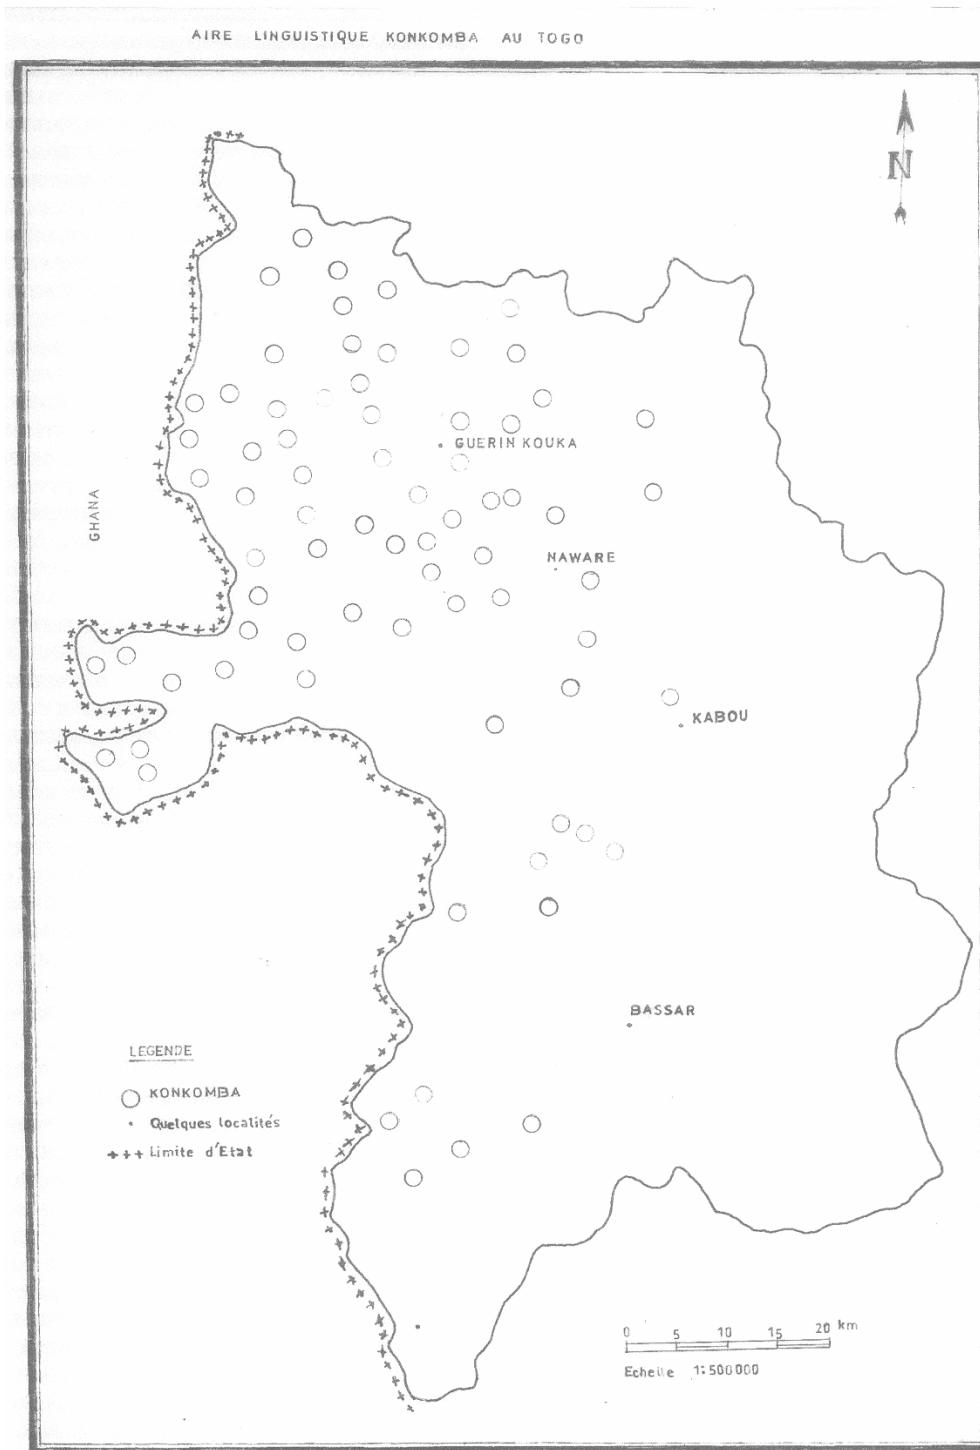 AIRE LINGUISTIQUE KONKOMBA AU TOGO
N
GUERIN KOUKA
GHANA
NAWARE
KABOU
BASSAR
LEGENDE
KONKOMBA
Quelques localités
+++ Limite d'Etat
0 5 10 15 20 km
Echelle 1:500000